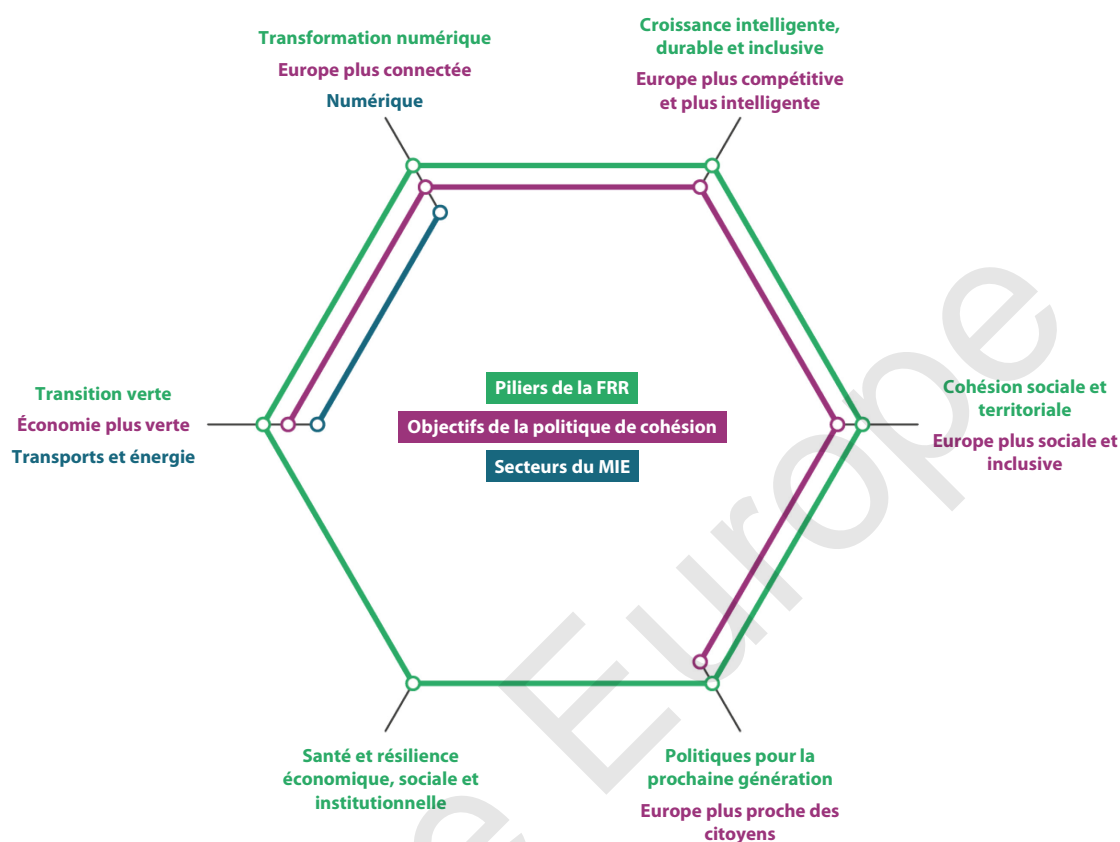 Transformation numérique
Europe plus connectée
Numérique
Croissance intelligente,
durable et inclusive
Europe plus compétitive
et plus intelligente
Transition verte
Économie plus verte
Transports et énergie
Piliers de la FRR
Objectifs de la politique de cohésion
Secteurs du MIE
Cohésion sociale et
territoriale
Europe plus sociale et
inclusive
Santé et résilience
économique, sociale et
institutionnelle
Politiques pour la
prochaine génération
Europe plus proche des
citoyens
Europe